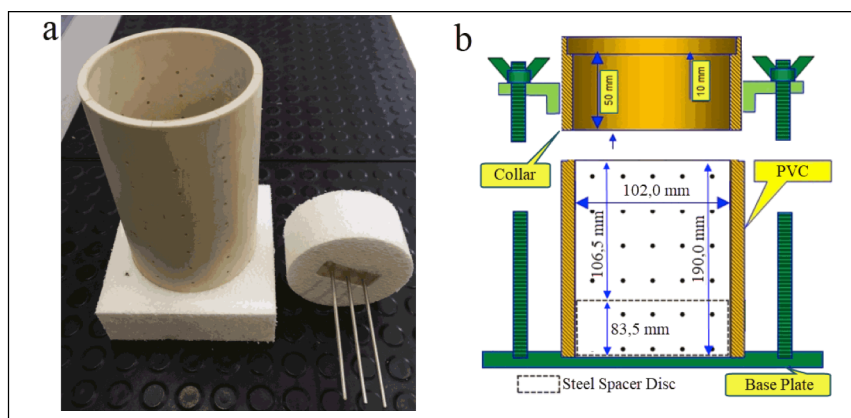 a
b
50 mm
10 mm
Collar
PVC
102,0 mm
106,5 mm
190,0 mm
83,5 mm
Steel Spacer Disc
Base Plate